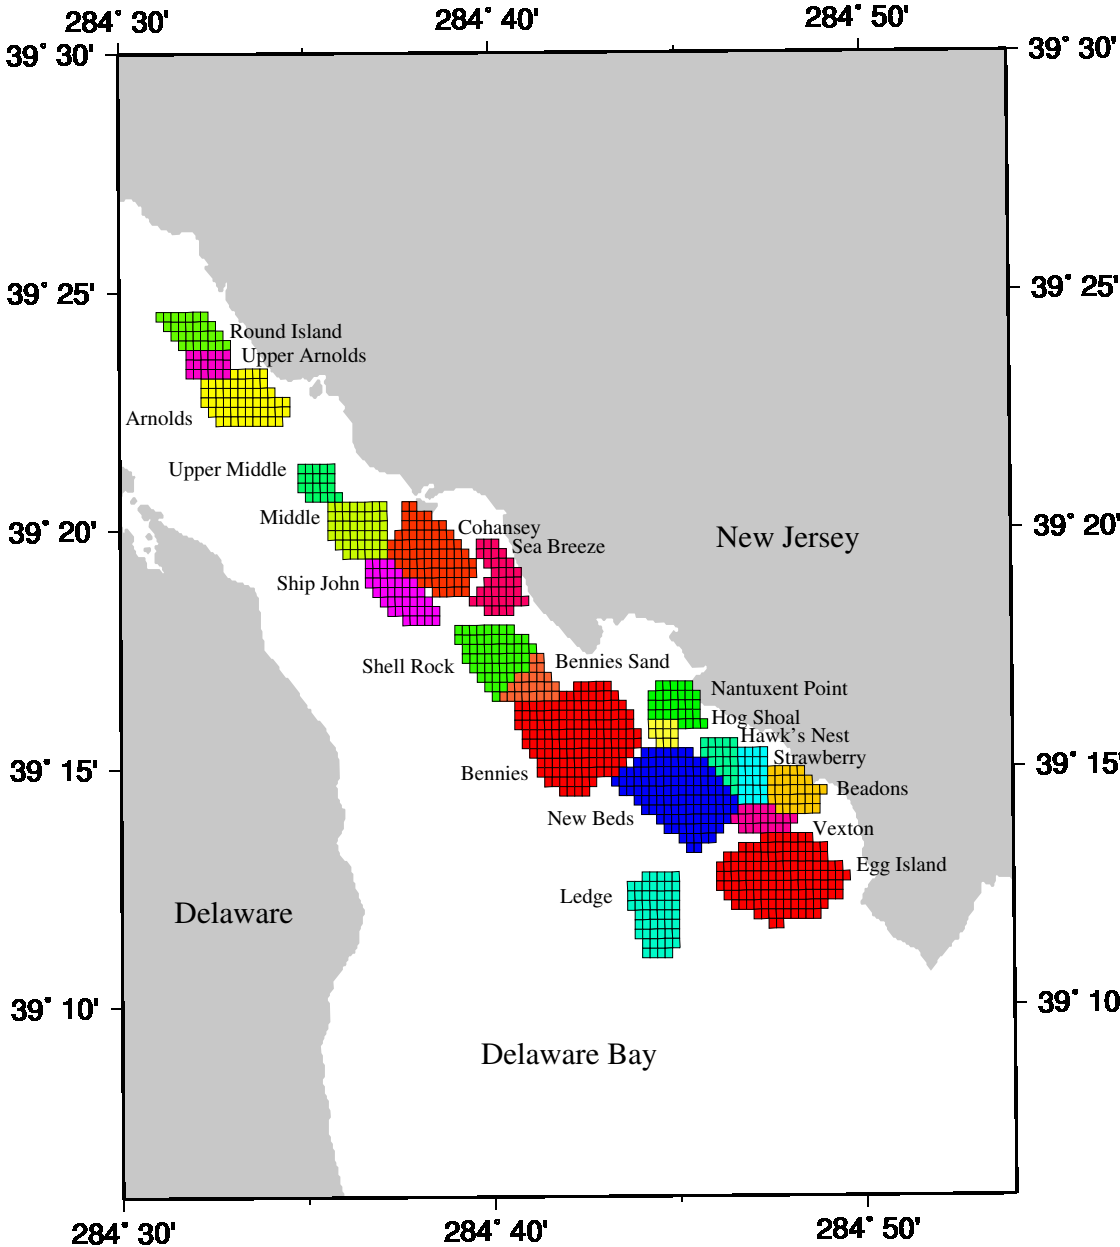 284° 30' 284° 40' 284° 50'
39° 30' 39° 30'
39° 25' 39° 25'
Round Island
Upper Arnolds
Arnolds
Upper Middle
Middle
Cohansey
39° 20' 39° 20'
New Jersey
Sea Breeze
Ship John
Shell Rock
Bennies Sand
Nantuxent Point
Hog Shoal
Hawk's Nest
Strawberry
39° 15' 39° 15'
Bennies
Beadons
New Beds
Vexton
Egg Island
Ledge
Delaware
39° 10' 39° 10
Delaware Bay
284° 30' 284° 40' 284° 50'